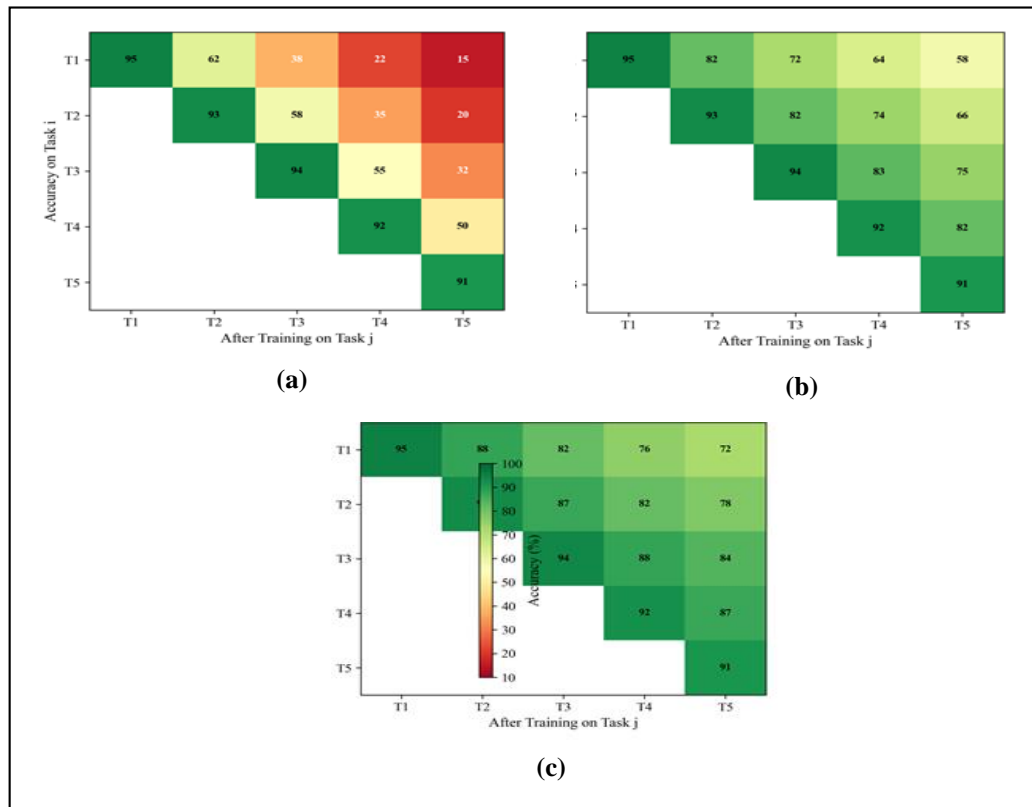 T1 95 62 38 22 15
T2 93 58 35 20
T3 94 55 32
T4 92 50
T5 91
Accuracy on Task i
T1 T2 T3 T4 T5
After Training on Task j
(a)
95 82 72 64 58
2 93 82 74 66
94 83 75
4 92 82
91
T1 T2 T3 T4 T5
After Training on Task j
(b)
T1 95 88 82 76 72
T2 87 82 78
T3 94 88 84
T4 92 87
T5 91
100
90
80
70
60
50
40
30
20
10
Accuracy (%)
T1 T2 T3 T4 T5
After Training on Task j
(c)